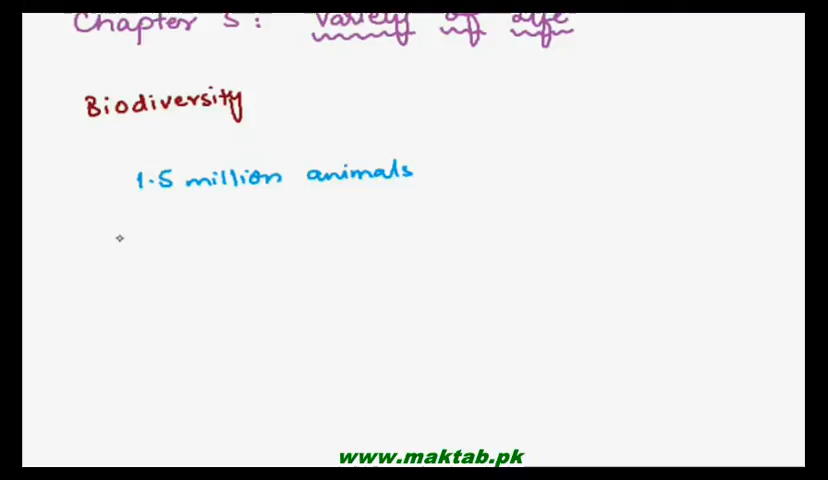 Chapter 5: Variety of Life
Biodiversity
1.5 million animals
www.maktab.pk